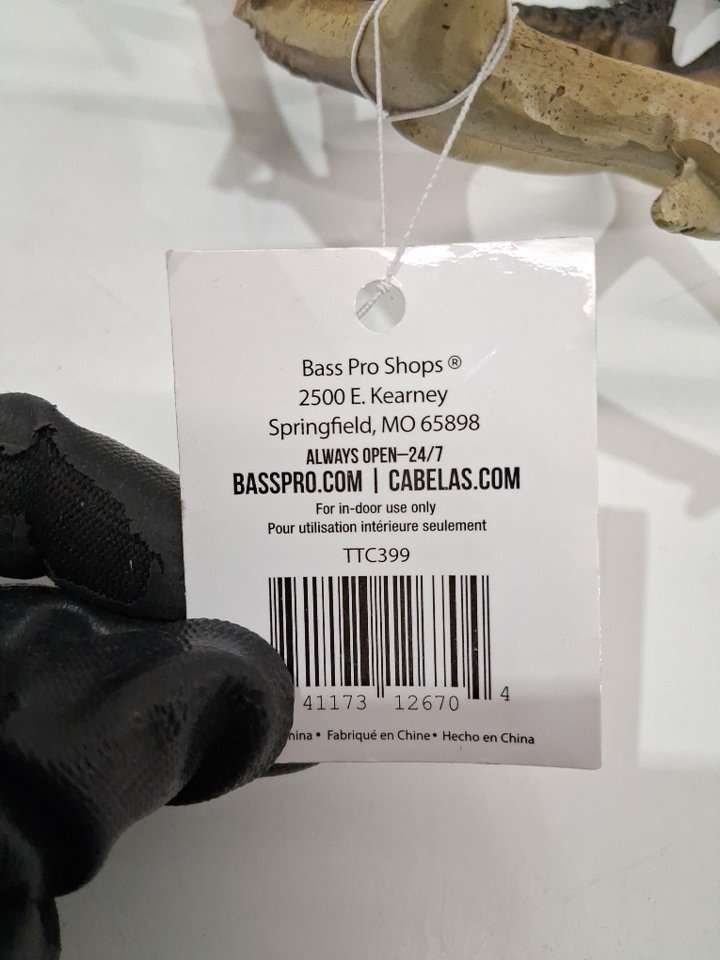 Bass Pro Shops ®
2500 E. Kearney
Springfield, MO 65898
ALWAYS OPEN—24/7
BASSPRO.COM | CABELAS.COM
For in-door use only
Pour utilisation intérieure seulement
TTC399
41173 12670 4
• Fabriqué en Chine • Hecho en China